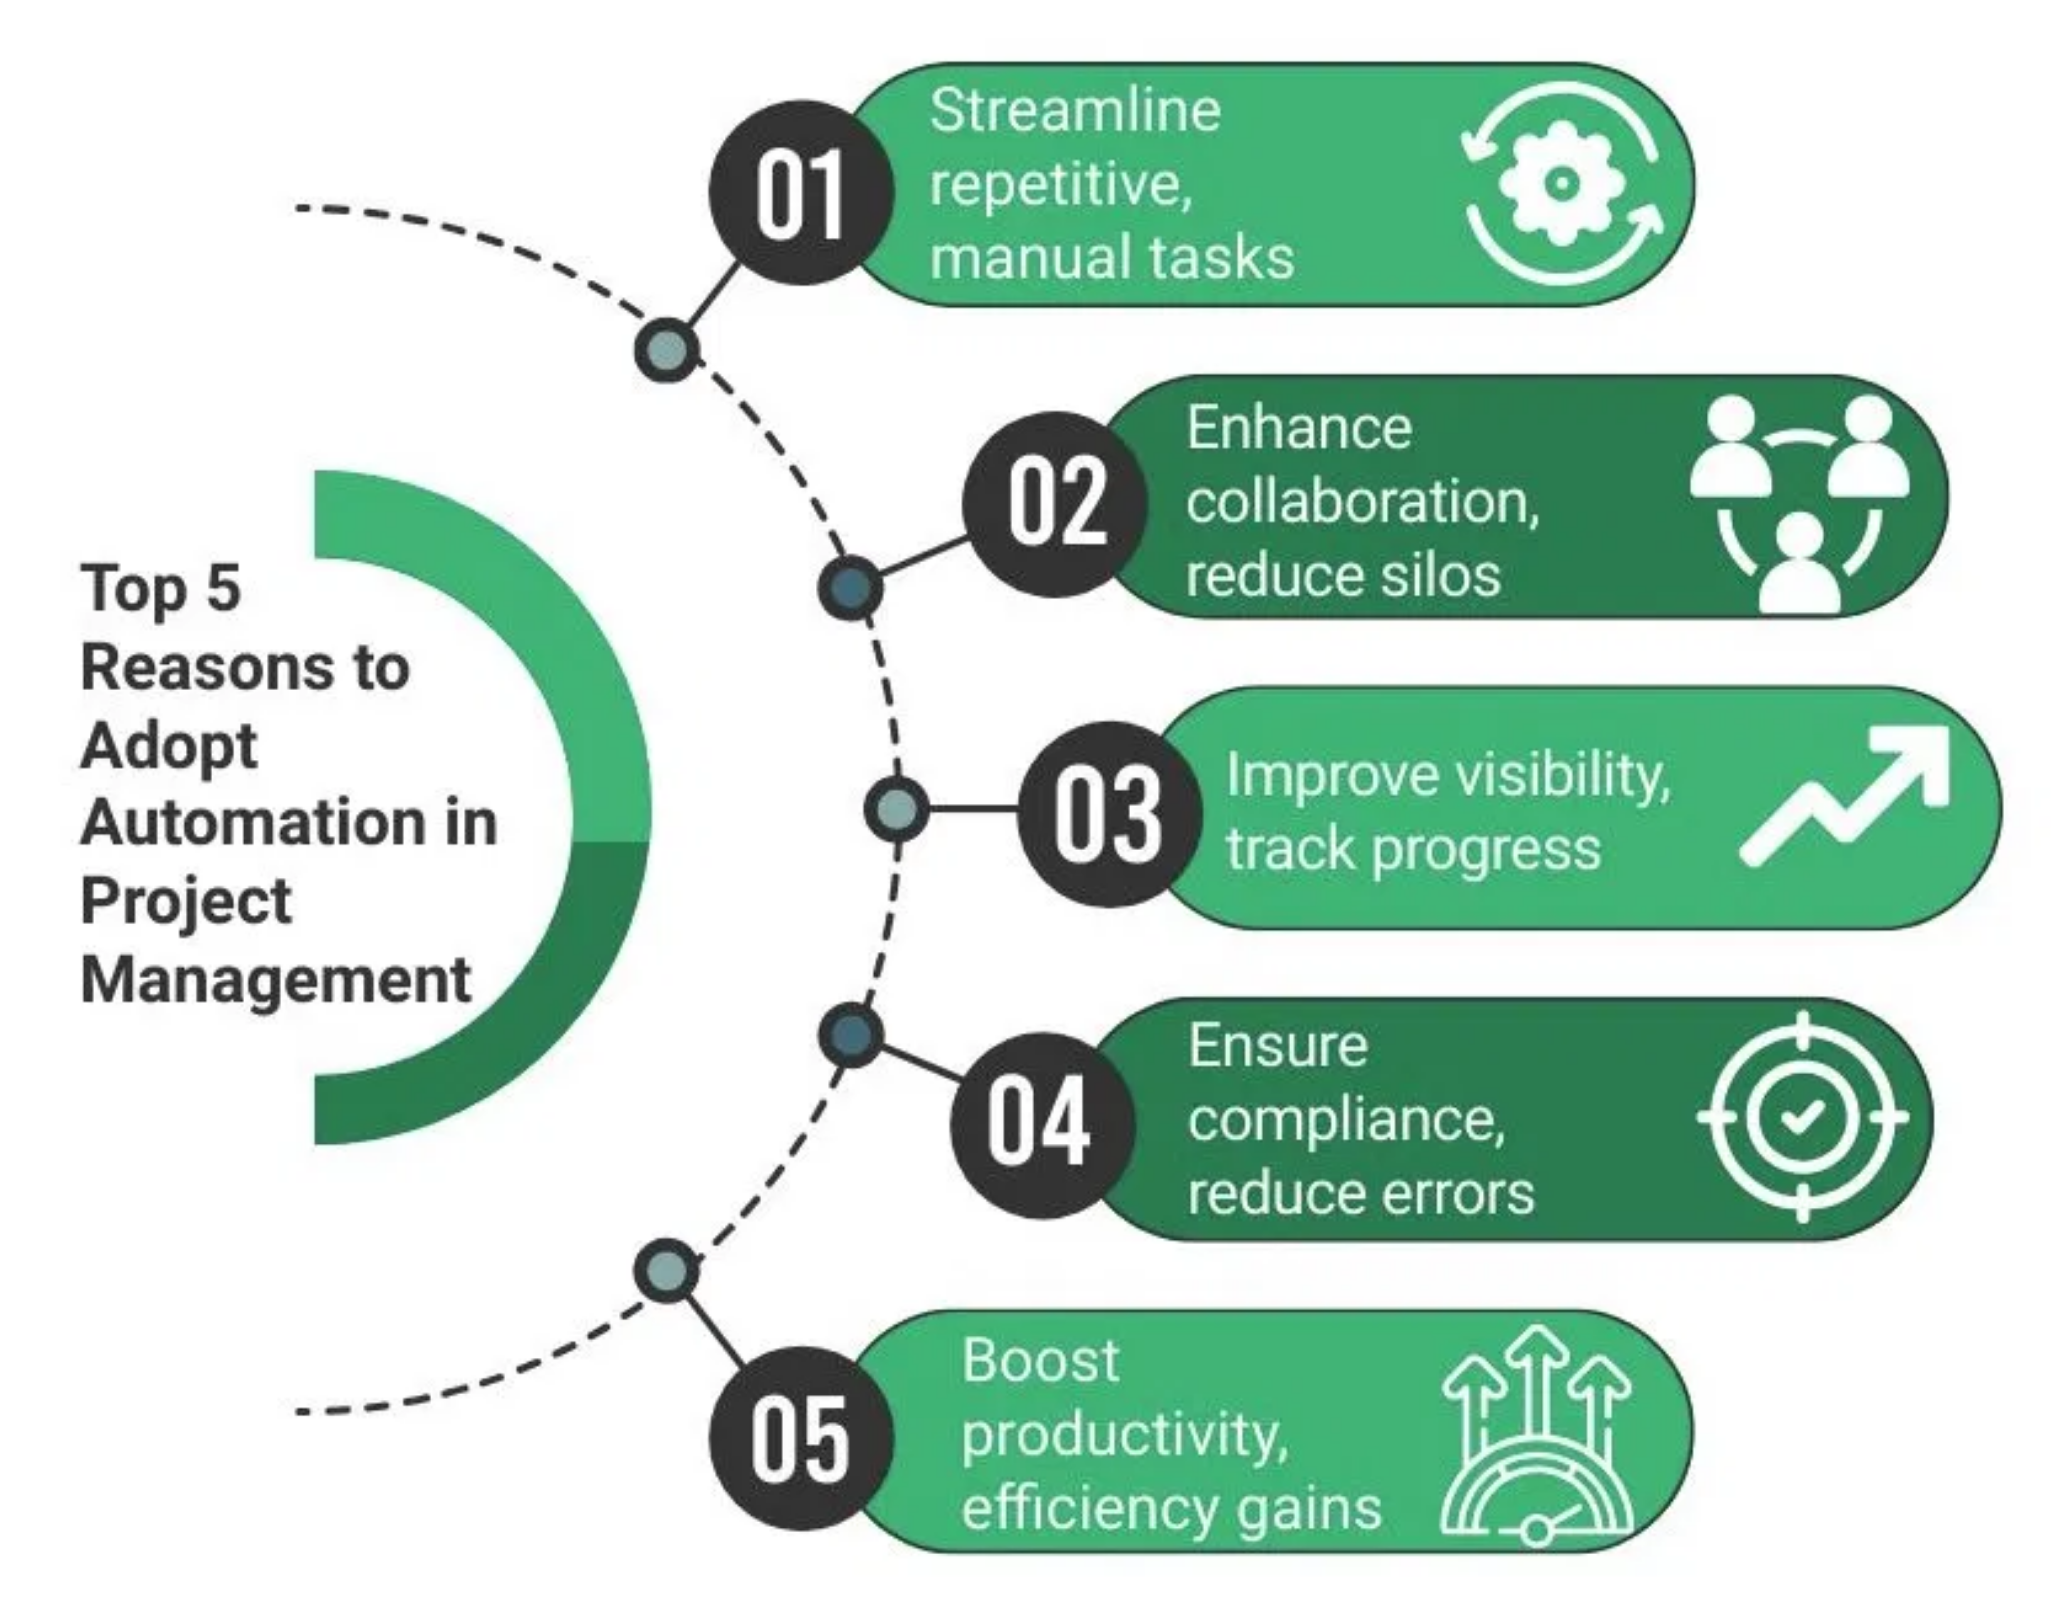 Top 5
Reasons to
Adopt
Automation in
Project
Management
01
Streamline
repetitive,
manual tasks
02
Enhance
collaboration,
reduce silos
03
Improve visibility,
track progress
04
Ensure
compliance,
reduce errors
05
Boost
productivity,
efficiency gains